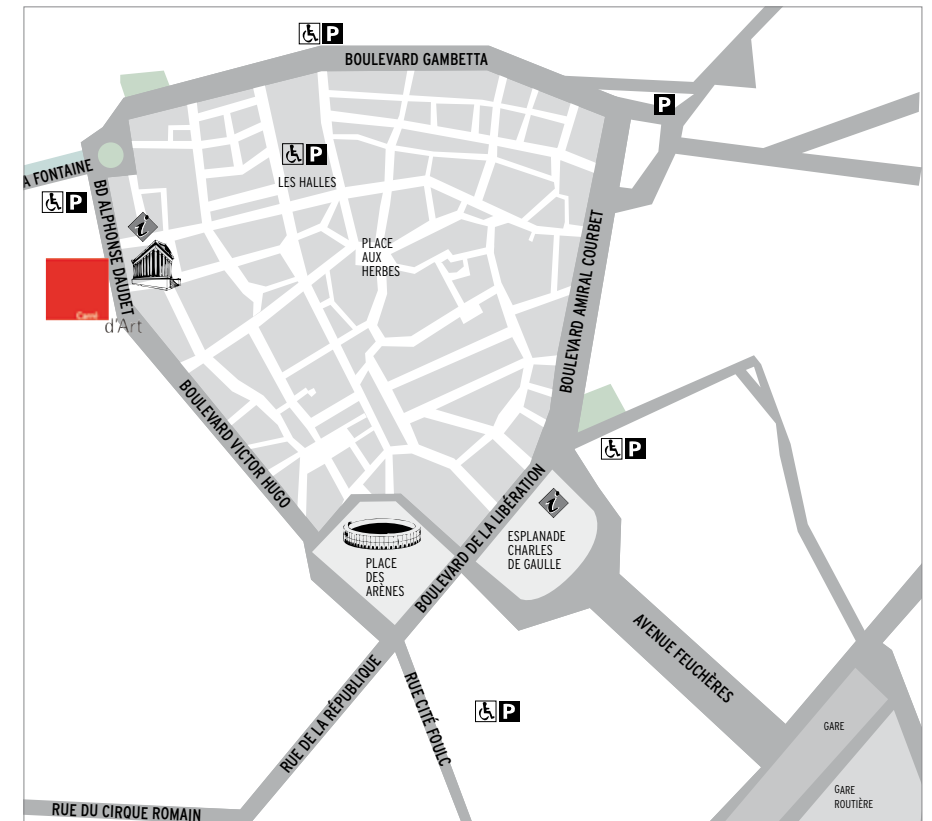 P
BOULEVARD GAMBETTA
P
P
LES HALLES
A FONTAINE
P
BD ALPHONSE DAUDET
i
PLACE
AUX
HERBES
BOULEVARD AMIRAL COURBET
Carré
d'Art
BOULEVARD VICTOR HUGO
P
BOULEVARD DE LA LIBÉRATION
i
ESPLANADE
CHARLES
DE GAULLE
PLACE
DES
ARÈNES
AVENUE FEUCHÈRES
RUE DE LA RÉPUBLIQUE
RUE CITÉ FOULC
P
GARE
GARE
ROUTIÈRE
RUE DU CIRQUE ROMAIN